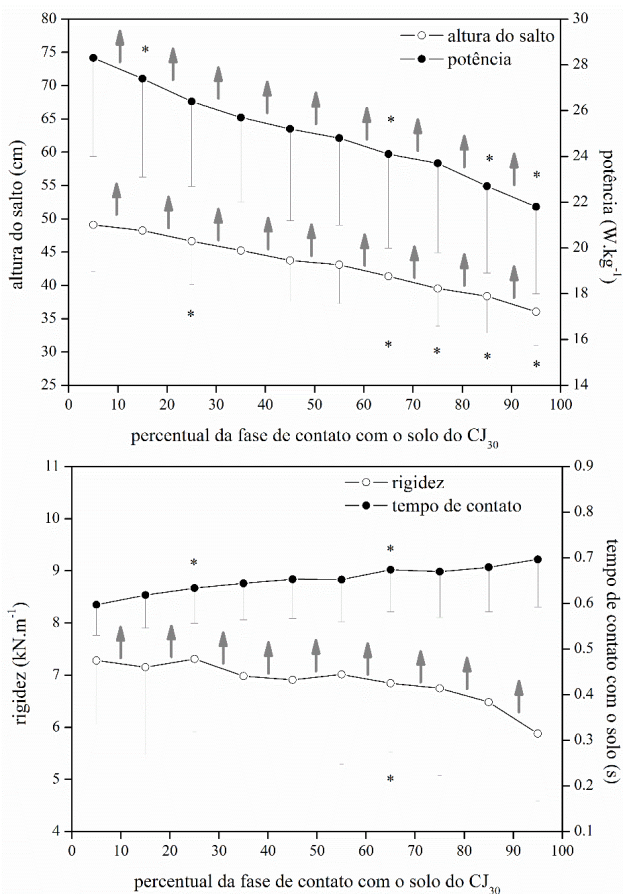 altura do salto
potência
altura do salto (cm)
80
75
70
65
60
55
50
45
40
35
30
25
30
28
26
24
22
20
18
16
14
potência (W.kg⁻¹)
* * * *
* * * * *
0 10 20 30 40 50 60 70 80 90 100
percentual da fase de contato com o solo do CJ₃₀
rigidez
tempo de contato
rigidez (kN.m⁻¹)
11
10
9
8
7
6
5
4
0.9
0.8
0.7
0.6
0.5
0.4
0.3
0.2
0.1
tempo de contato com o solo (s)
* *
*
0 10 20 30 40 50 60 70 80 90 100
percentual da fase de contato com o solo do CJ₃₀